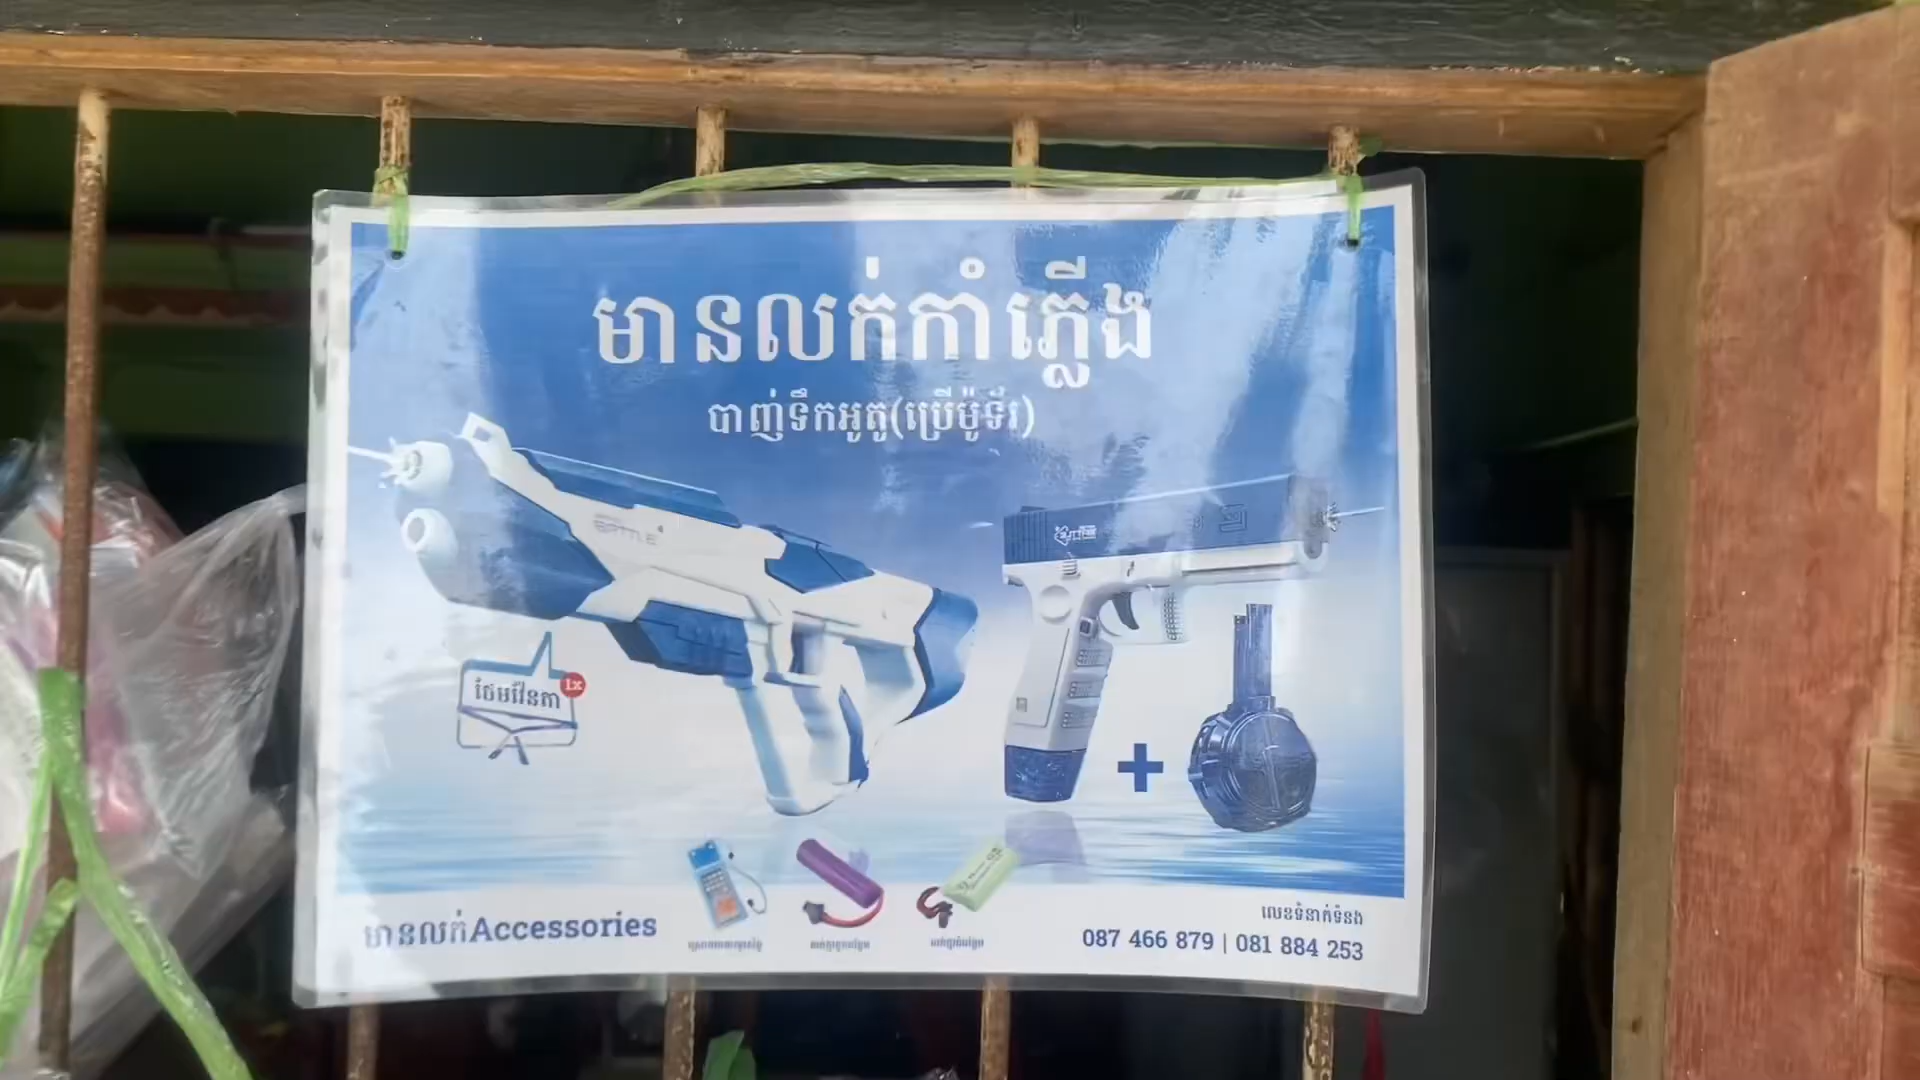 មានលក់កាំភ្លើង
បាញ់ទឹកអូតូ(ប្រើម៉ូទ័រ)
BATTLE
ថែមវ៉ែនតា
1x
+
មានលក់Accessories
លេខទំនាក់ទំនង
087 466 879 | 081 884 253